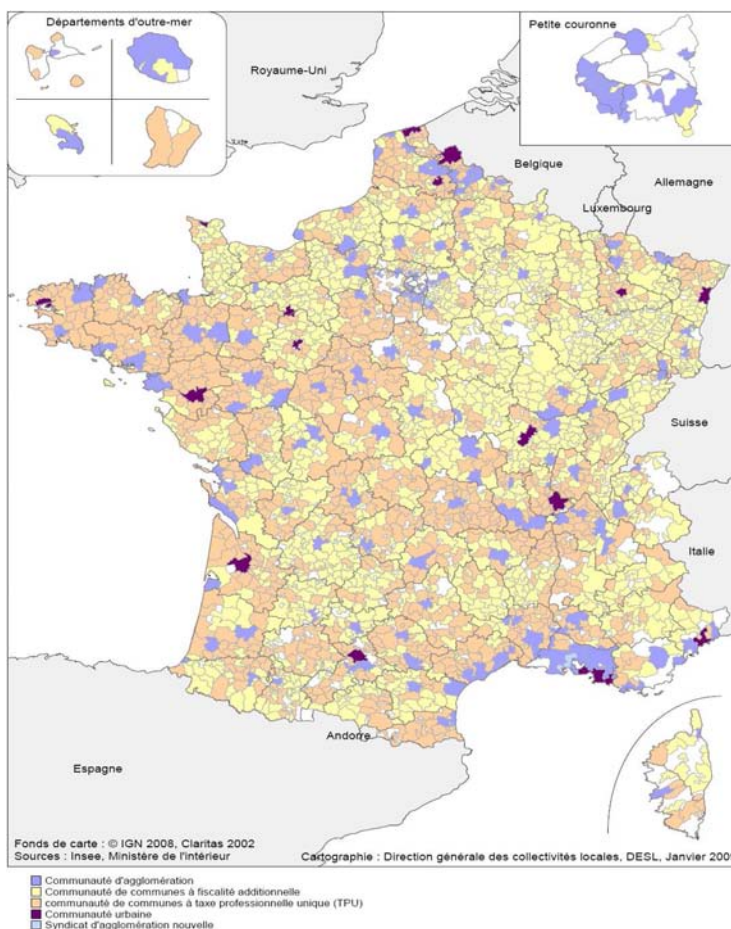 Départements d'outre-mer
Petite couronne
Royaume-Uni
Belgique
Allemagne
Luxembourg
Suisse
Italie
Andorre
Espagne
Fonds de carte : © IGN 2008, Claritas 2002
Sources : Insee, Ministère de l'intérieur
Cartographie : Direction générale des collectivités locales, DESL, Janvier 2009
Communauté d'agglomération
Communauté de communes à fiscalité additionnelle
communauté de communes à taxe professionnelle unique (TPU)
Communauté urbaine
Syndicat d'agglomération nouvelle